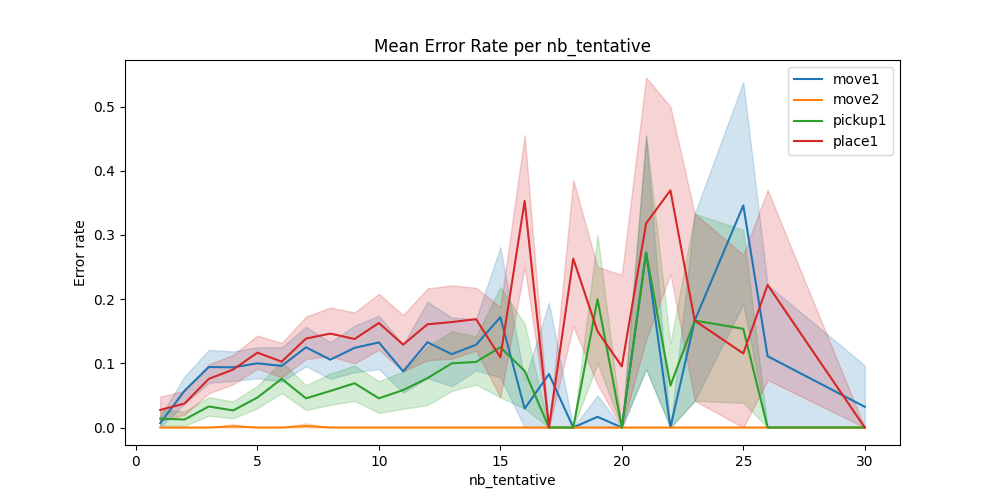 Mean Error Rate per nb_tentative
move1
move2
pickup1
place1
Error rate
0.5
0.4
0.3
0.2
0.1
0.0
0 5 10 15 20 25 30
nb_tentative